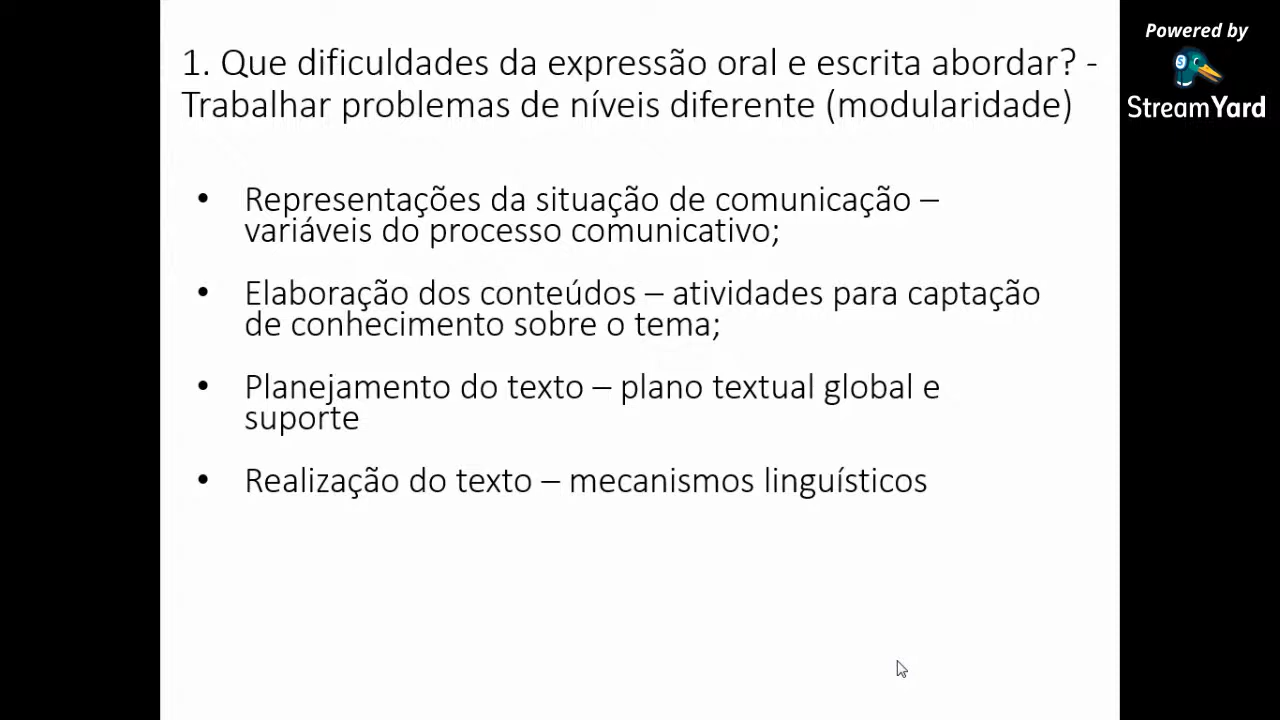 1. Que dificuldades da expressão oral e escrita abordar? -
Trabalhar problemas de níveis diferente (modularidade)
• Representações da situação de comunicação –
variáveis do processo comunicativo;
• Elaboração dos conteúdos – atividades para captação
de conhecimento sobre o tema;
• Planejamento do texto – plano textual global e
suporte
• Realização do texto – mecanismos linguísticos
Powered by
S
StreamYard